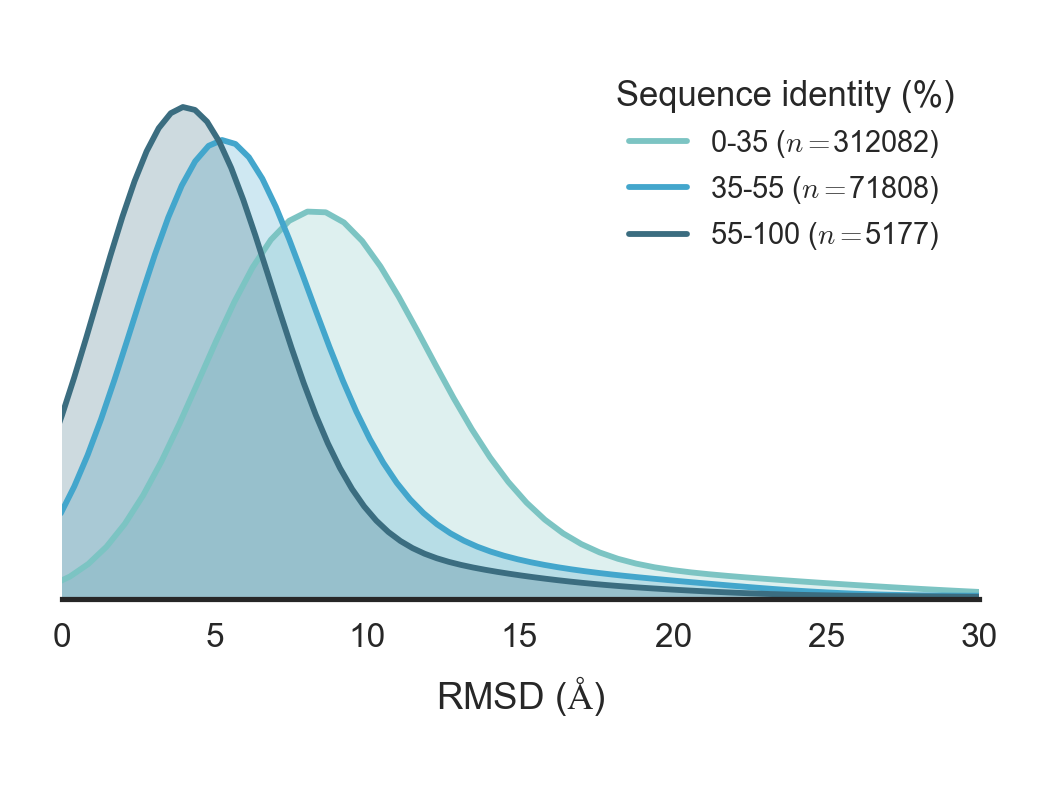 Sequence identity (%)
0-35 (n=312082)
35-55 (n=71808)
55-100 (n=5177)
0 5 10 15 20 25 30
RMSD (Å)